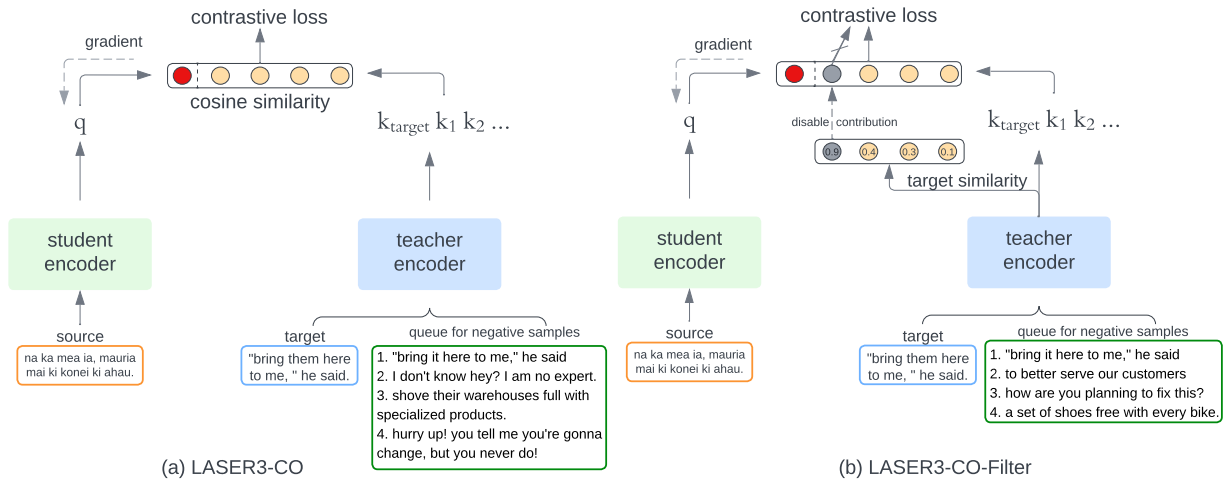 contrastive loss
gradient
cosine similarity
q
k_target k_1 k_2 ...
student
encoder
teacher
encoder
source
na ka mea ia, mauria
mai ki konei ki ahau.
target
"bring them here
to me, " he said.
queue for negative samples
1. "bring it here to me," he said
2. I don't know hey? I am no expert.
3. shove their warehouses full with
specialized products.
4. hurry up! you tell me you're gonna
change, but you never do!
(a) LASER3-CO
contrastive loss
gradient
q
k_target k_1 k_2 ...
disable contribution
0.9 0.4 0.3 0.1
target similarity
student
encoder
teacher
encoder
source
na ka mea ia, mauria
mai ki konei ki ahau.
target
"bring them here
to me, " he said.
queue for negative samples
1. "bring it here to me," he said
2. to better serve our customers
3. how are you planning to fix this?
4. a set of shoes free with every bike.
(b) LASER3-CO-Filter